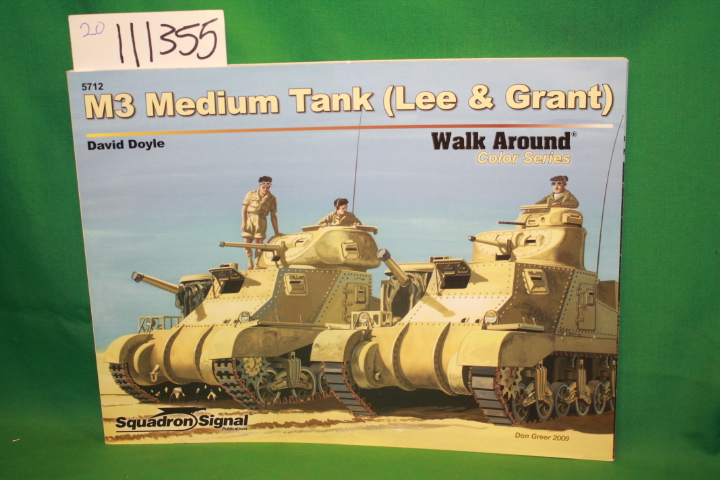 20
111355
5712
M3 Medium Tank (Lee & Grant)
David Doyle
Walk Around®
Color Series
Squadron Signal
Publications
Don Greer 2009